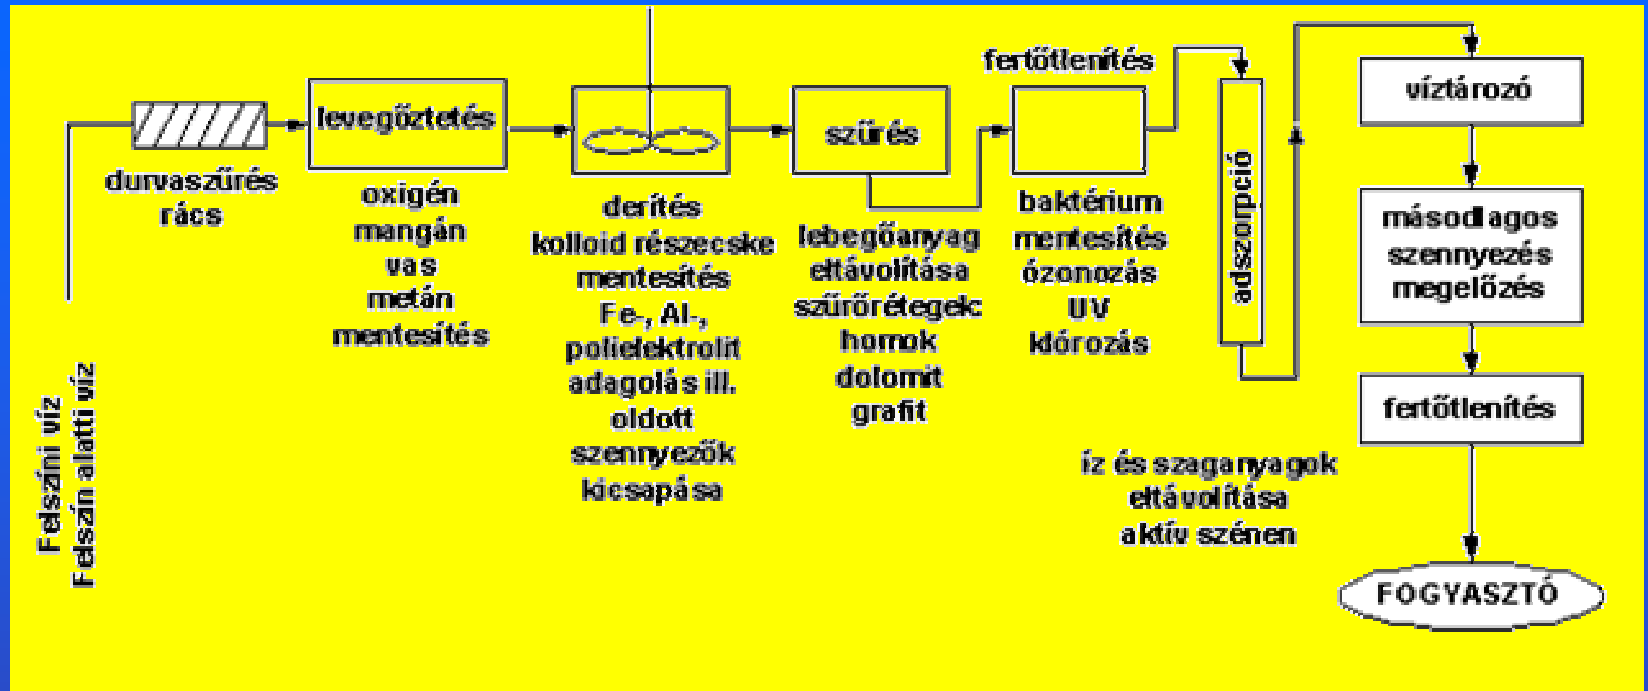 Felszíni víz
Felszín alatti víz
durvaszűrés
rács
levegőztetés
oxigén
mangán
vas
metán
mentesítés
derítés
kolloid részecske
mentesítés
Fe-, Al-,
polielektrolit
adagolás ill.
oldott
szennyezők
kicsapása
szűrés
lebegőanyag
eltávolítása
szűrőrétegek:
homok
dolomit
grafit
fertőtlenítés
baktérium
mentesítés
ózonozás
UV
klórozás
adszorpció
íz és szaganyagok
eltávolítása
aktív szénen
víztározó
másodlagos
szennyezés
megelőzés
fertőtlenítés
FOGYASZTÓ